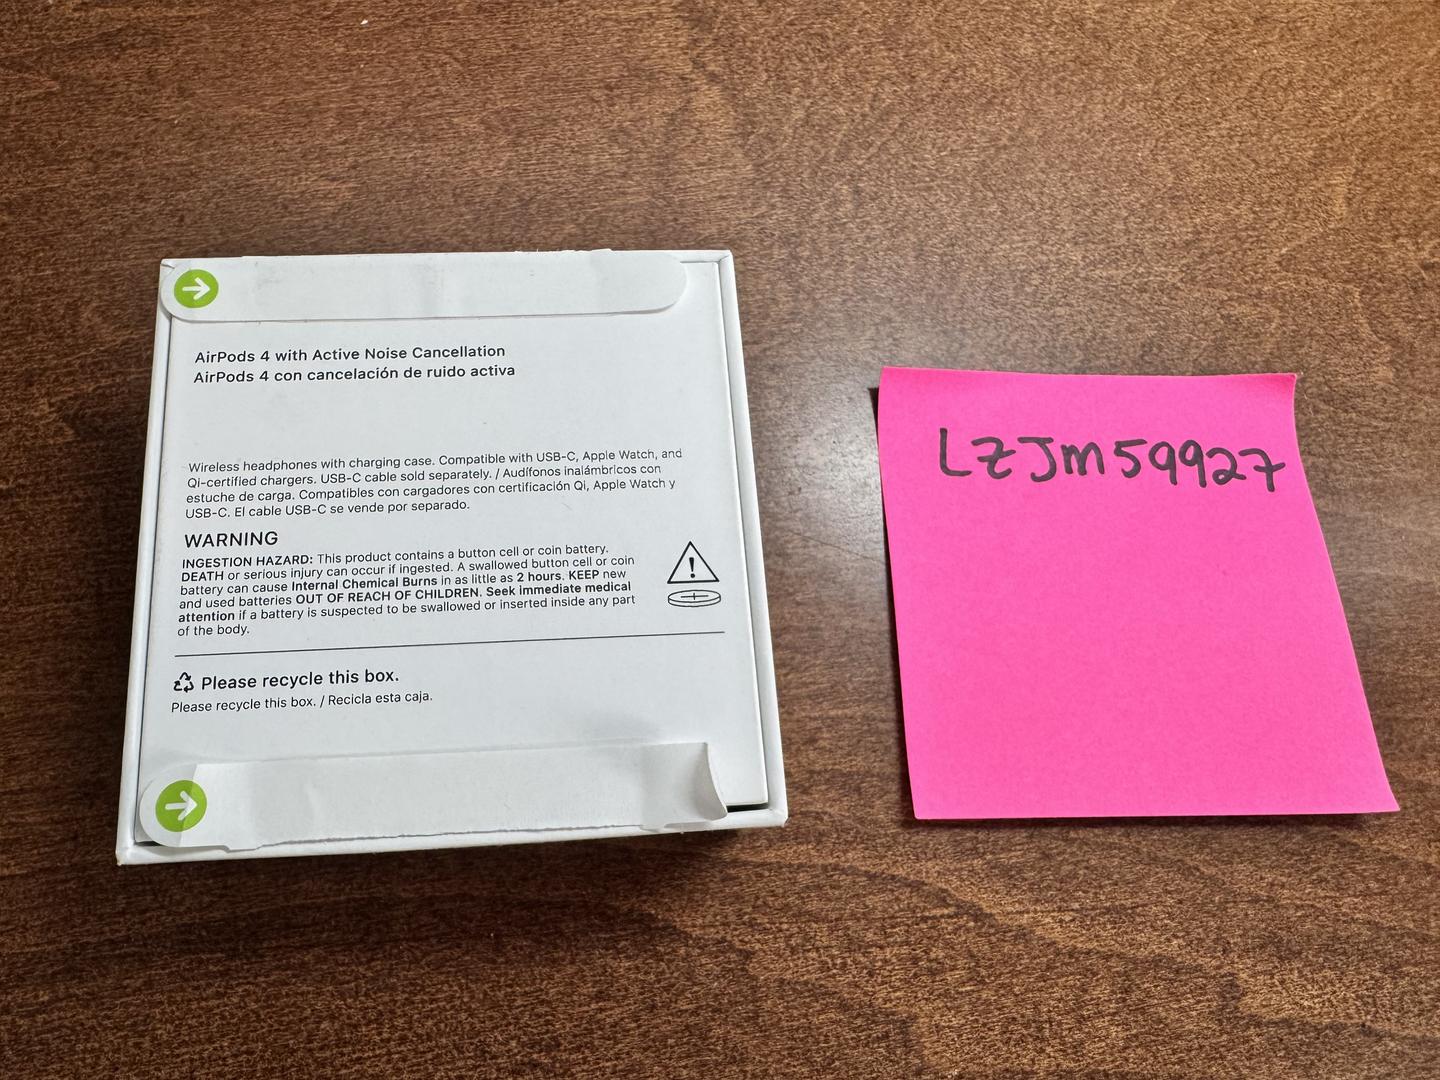 AirPods 4 with Active Noise Cancellation
AirPods 4 con cancelación de ruido activa
Wireless headphones with charging case. Compatible with USB-C, Apple Watch, and
Qi-certified chargers. USB-C cable sold separately. / Audífonos inalámbricos con
estuche de carga. Compatibles con cargadores con certificación Qi, Apple Watch y
USB-C. El cable USB-C se vende por separado.
WARNING
INGESTION HAZARD: This product contains a button cell or coin battery.
DEATH or serious injury can occur if ingested. A swallowed button cell or coin
battery can cause Internal Chemical Burns in as little as 2 hours. KEEP new
and used batteries OUT OF REACH OF CHILDREN. Seek immediate medical
attention if a battery is suspected to be swallowed or inserted inside any part
of the body.
Please recycle this box.
Please recycle this box. / Recicla esta caja.
LZJm59927